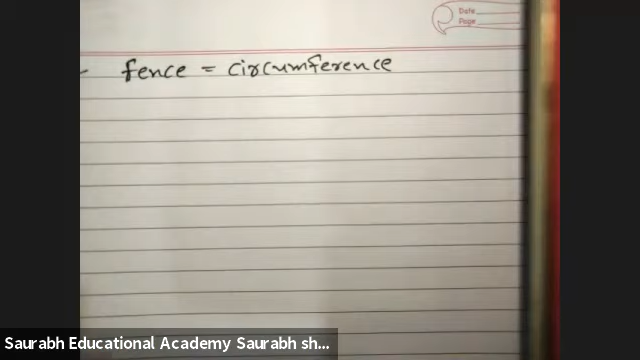 Date
Page
fence = circumference
Saurabh Educational Academy Saurabh sh...